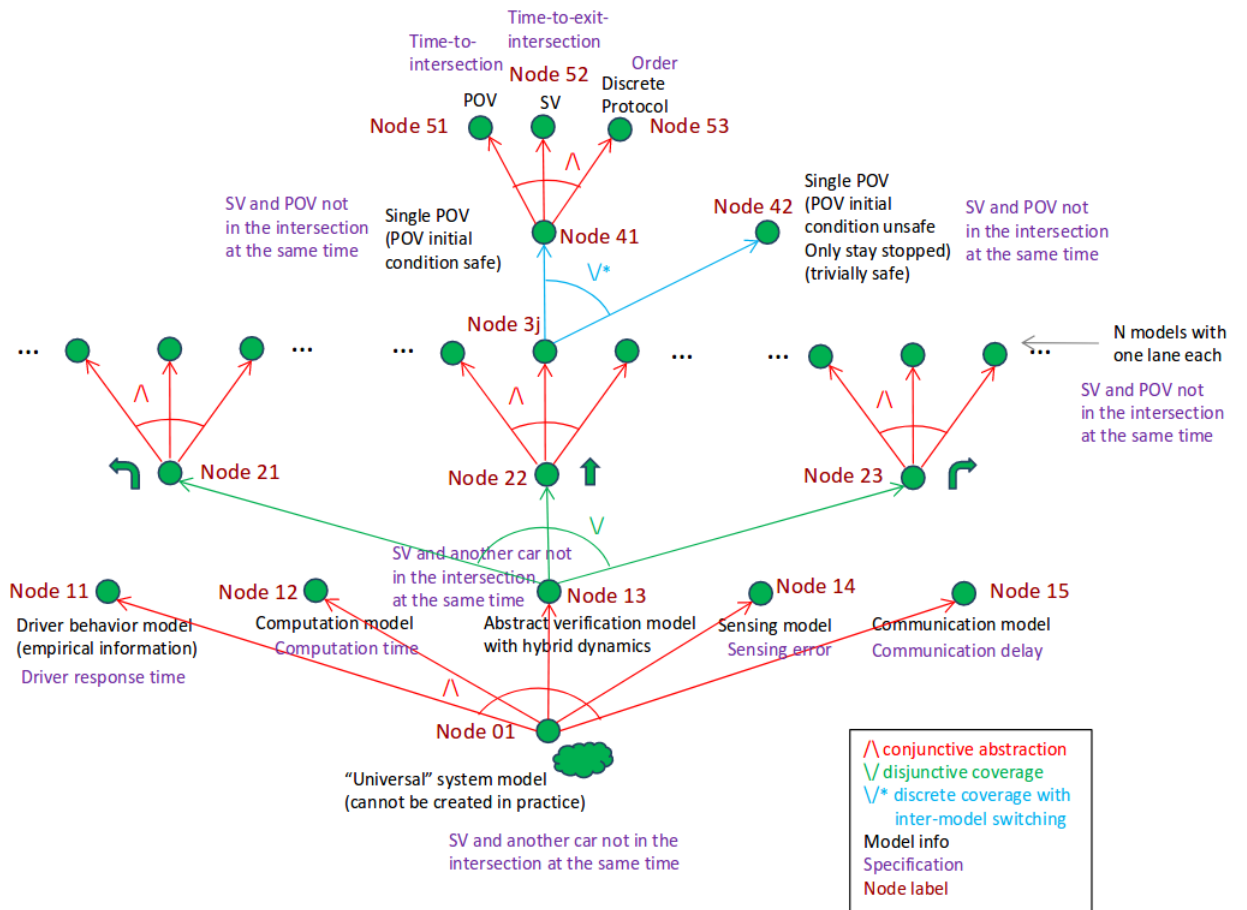 Time-to-exit-
intersection
Time-to-
intersection
Node 52
Order
POV
SV
Discrete
Protocol
Node 51
Node 53
/\
SV and POV not
in the intersection
at the same time
Single POV
(POV initial
condition safe)
Node 41
Node 42
Single POV
(POV initial
condition unsafe
Only stay stopped)
(trivially safe)
SV and POV not
in the intersection
at the same time
\/*
Node 3j
...
...
...
...
...
...
N models with
one lane each
/\
/\
/\
SV and POV not
in the intersection
at the same time
Node 21
Node 22
Node 23
\/
SV and another car not
in the intersection
at the same time
Node 11
Node 12
Node 13
Node 14
Node 15
Driver behavior model
(empirical information)
Driver response time
Computation model
Computation time
Abstract verification model
with hybrid dynamics
Sensing model
Sensing error
Communication model
Communication delay
/\
Node 01
“Universal” system model
(cannot be created in practice)
SV and another car not in the
intersection at the same time
/\ conjunctive abstraction
\/ disjunctive coverage
\/* discrete coverage with
inter-model switching
Model info
Specification
Node label